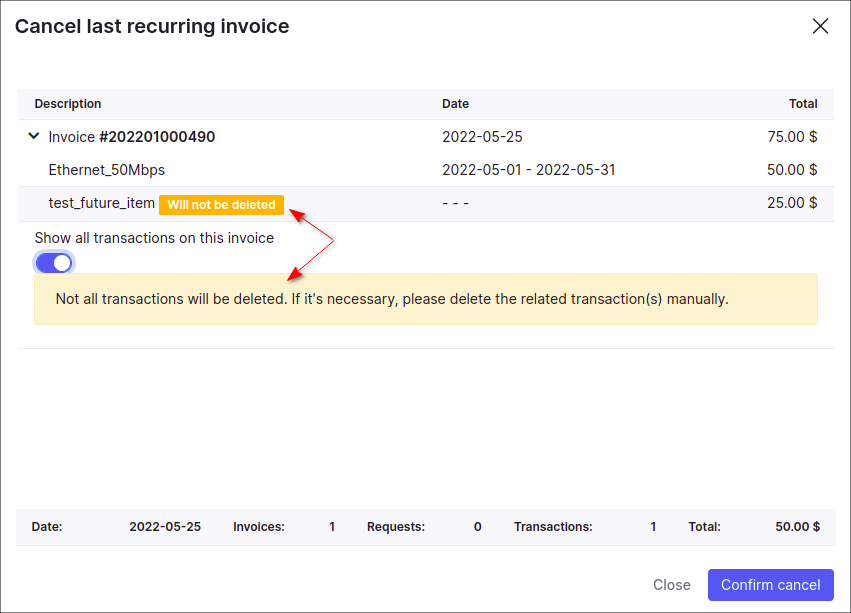 Cancel last recurring invoice
Description Date Total
Invoice #202201000490 2022-05-25 75.00 $
Ethernet_50Mbps 2022-05-01 - 2022-05-31 50.00 $
test_future_item Will not be deleted - - - 25.00 $
Show all transactions on this invoice
Not all transactions will be deleted. If it's necessary, please delete the related transaction(s) manually.
Date: 2022-05-25 Invoices: 1 Requests: 0 Transactions: 1 Total: 50.00 $
Close Confirm cancel